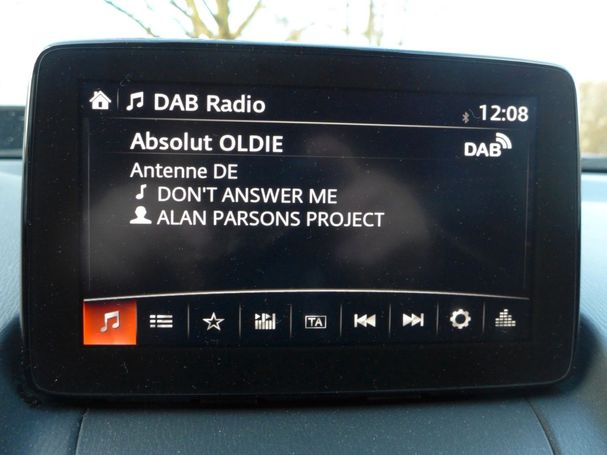 DAB Radio
12:08
Absolut OLDIE
DAB
Antenne DE
DON'T ANSWER ME
ALAN PARSONS PROJECT
TA